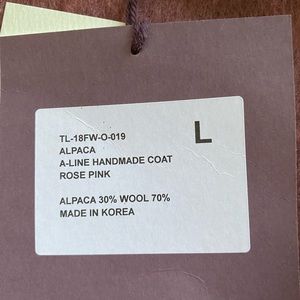 TL-18FW-O-019
L
ALPACA
A-LINE HANDMADE COAT
ROSE PINK
ALPACA 30% WOOL 70%
MADE IN KOREA